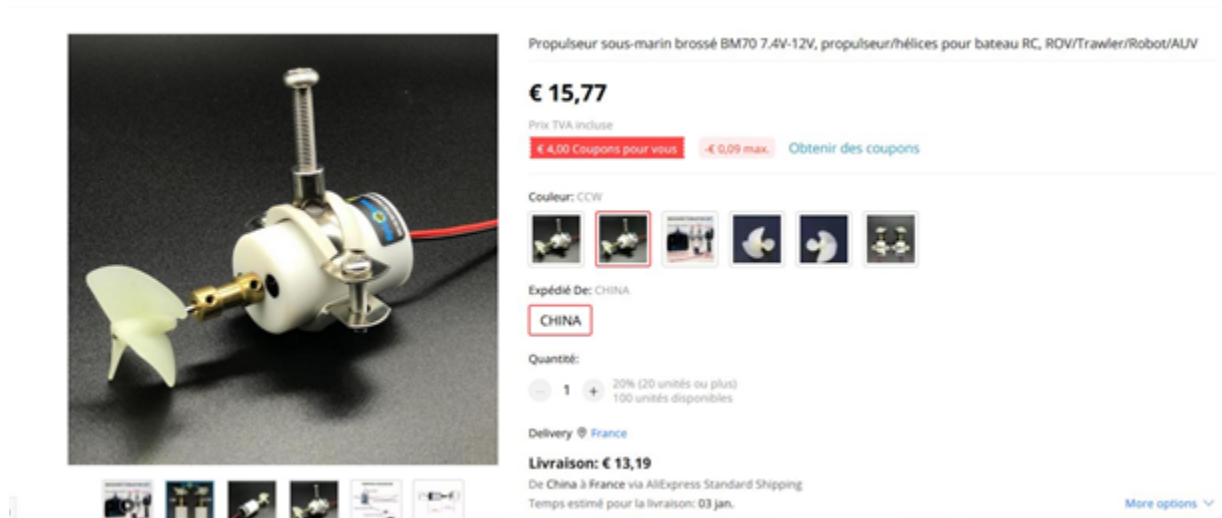 Propulseur sous-marin brossé BM70 7.4V-12V, propulseur/hélices pour bateau RC, ROV/Trawler/Robot/AUV
€ 15,77
Prix TVA incluse
€ 4,00 Coupons pour vous -€ 0,09 max. Obtenir des coupons
Couleur: CCW
Expédié De: CHINA
CHINA
Quantité:
− 1 + 20% (20 unités ou plus)
100 unités disponibles
Delivery France
Livraison: € 13,19
De China à France via AliExpress Standard Shipping
Temps estimé pour la livraison: 03 jan.
More options